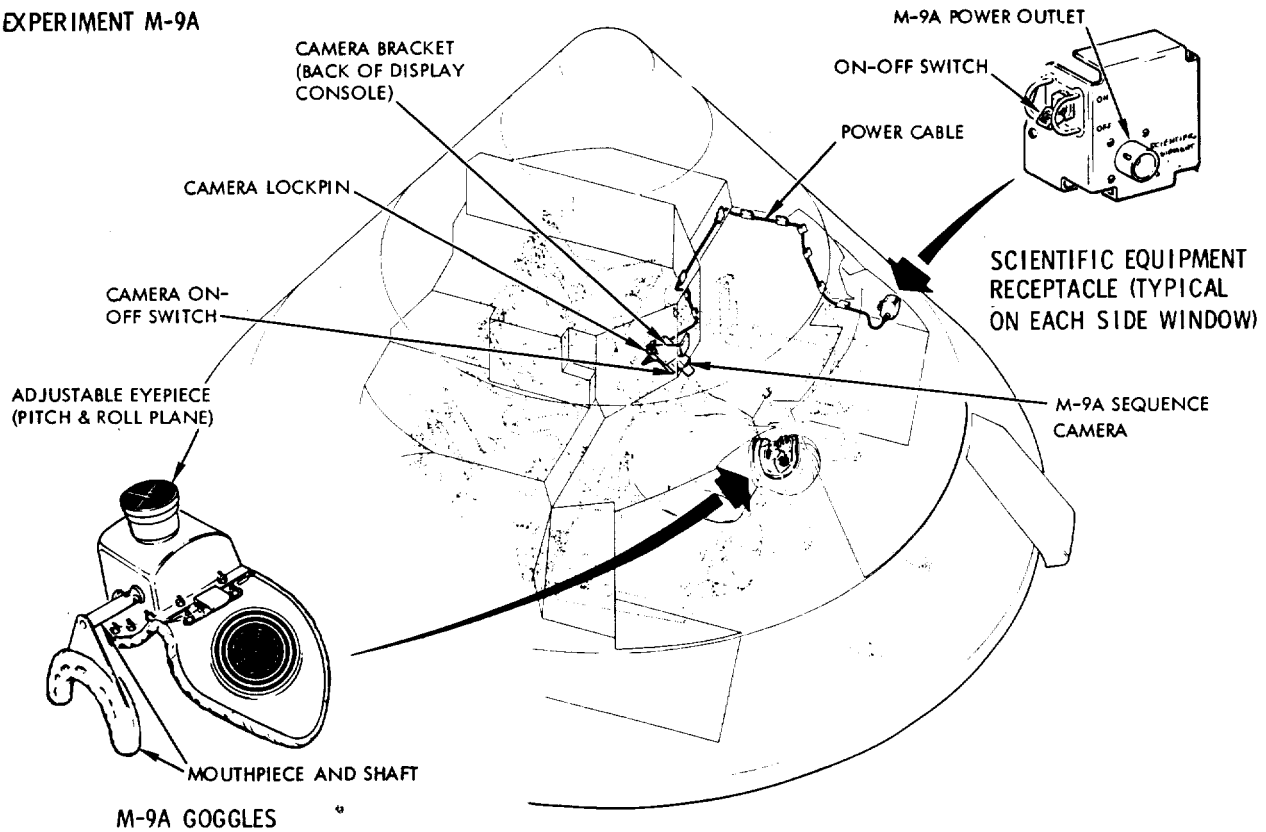 EXPERIMENT M-9A
CAMERA BRACKET
(BACK OF DISPLAY
CONSOLE)
M-9A POWER OUTLET
ON-OFF SWITCH
POWER CABLE
ON
OFF
CAMERA LOCKPIN
SCIENTIFIC EQUIPMENT
RECEPTACLE (TYPICAL
ON EACH SIDE WINDOW)
CAMERA ON-
OFF SWITCH
ADJUSTABLE EYEPIECE
(PITCH & ROLL PLANE)
M-9A SEQUENCE
CAMERA
MOUTHPIECE AND SHAFT
M-9A GOGGLES